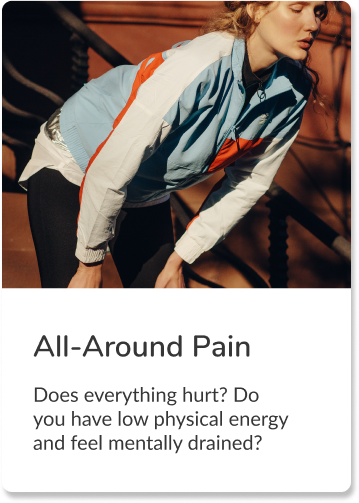 All-Around Pain
Does everything hurt? Do
you have low physical energy
and feel mentally drained?